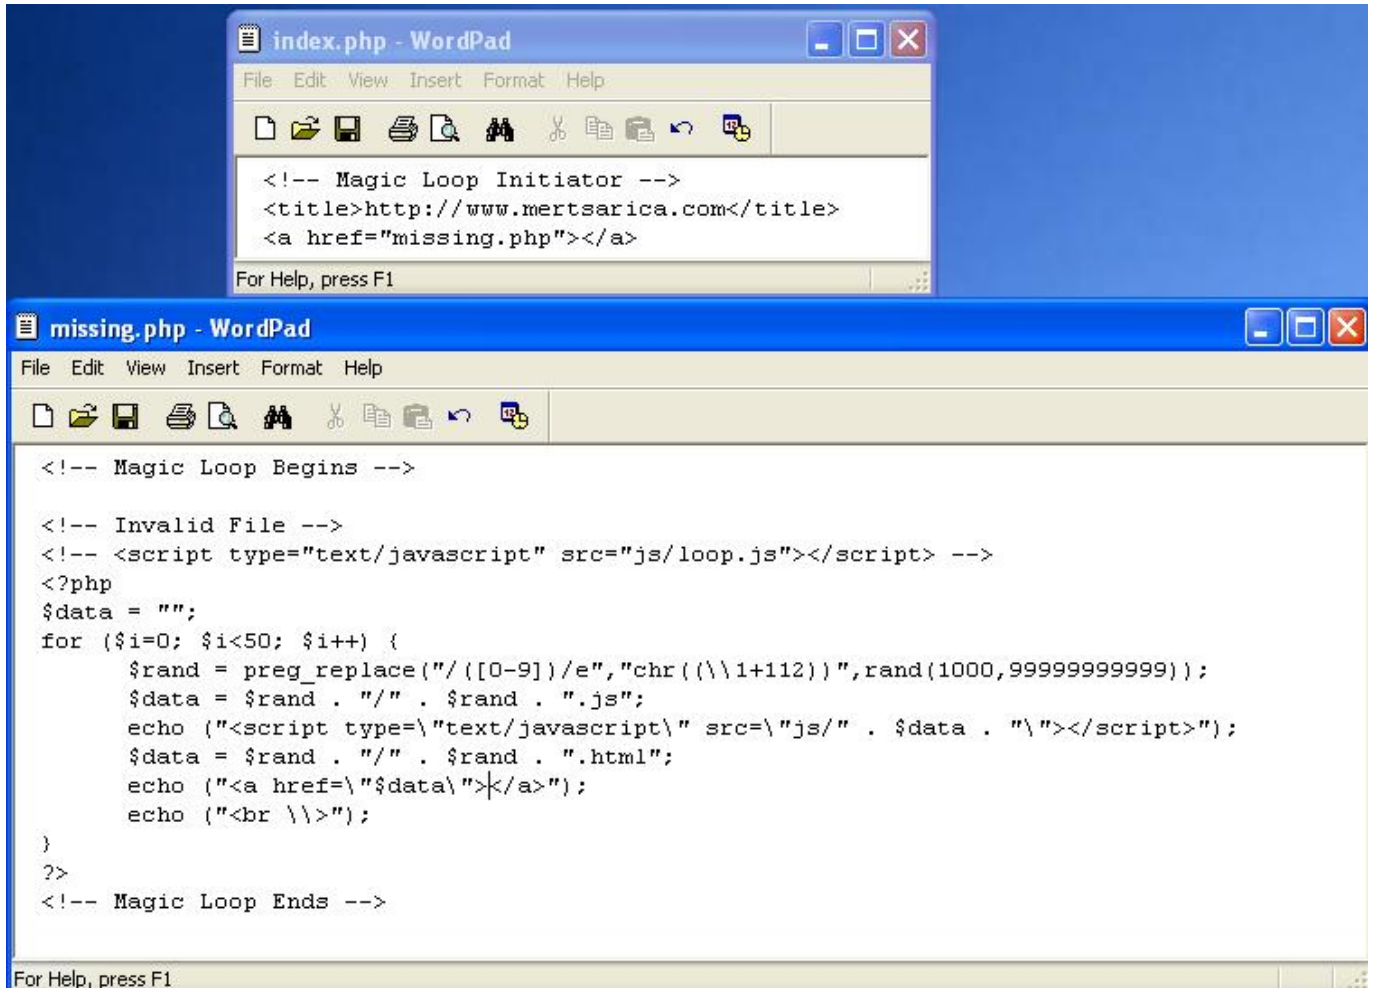 index.php - WordPad
File Edit View Insert Format Help
<!-- Magic Loop Initiator -->
<title>http://www.mertsarica.com</title>
<a href="missing.php"></a>
For Help, press F1
missing.php - WordPad
File Edit View Insert Format Help
<!-- Magic Loop Begins -->
<!-- Invalid File -->
<!-- <script type="text/javascript" src="js/loop.js"></script> -->
<?php
$data = "";
for ($i=0; $i<50; $i++) {
$rand = preg_replace("/([0-9])/e","chr((\\1+112))",rand(1000,99999999999));
$data = $rand . "/" . $rand . ".js";
echo ("<script type=\"text/javascript\" src=\"js/" . $data . "\"></script>");
$data = $rand . "/" . $rand . ".html";
echo ("<a href=\"$data\"></a>");
echo ("<br \\>");
}
?>
<!-- Magic Loop Ends -->
For Help, press F1